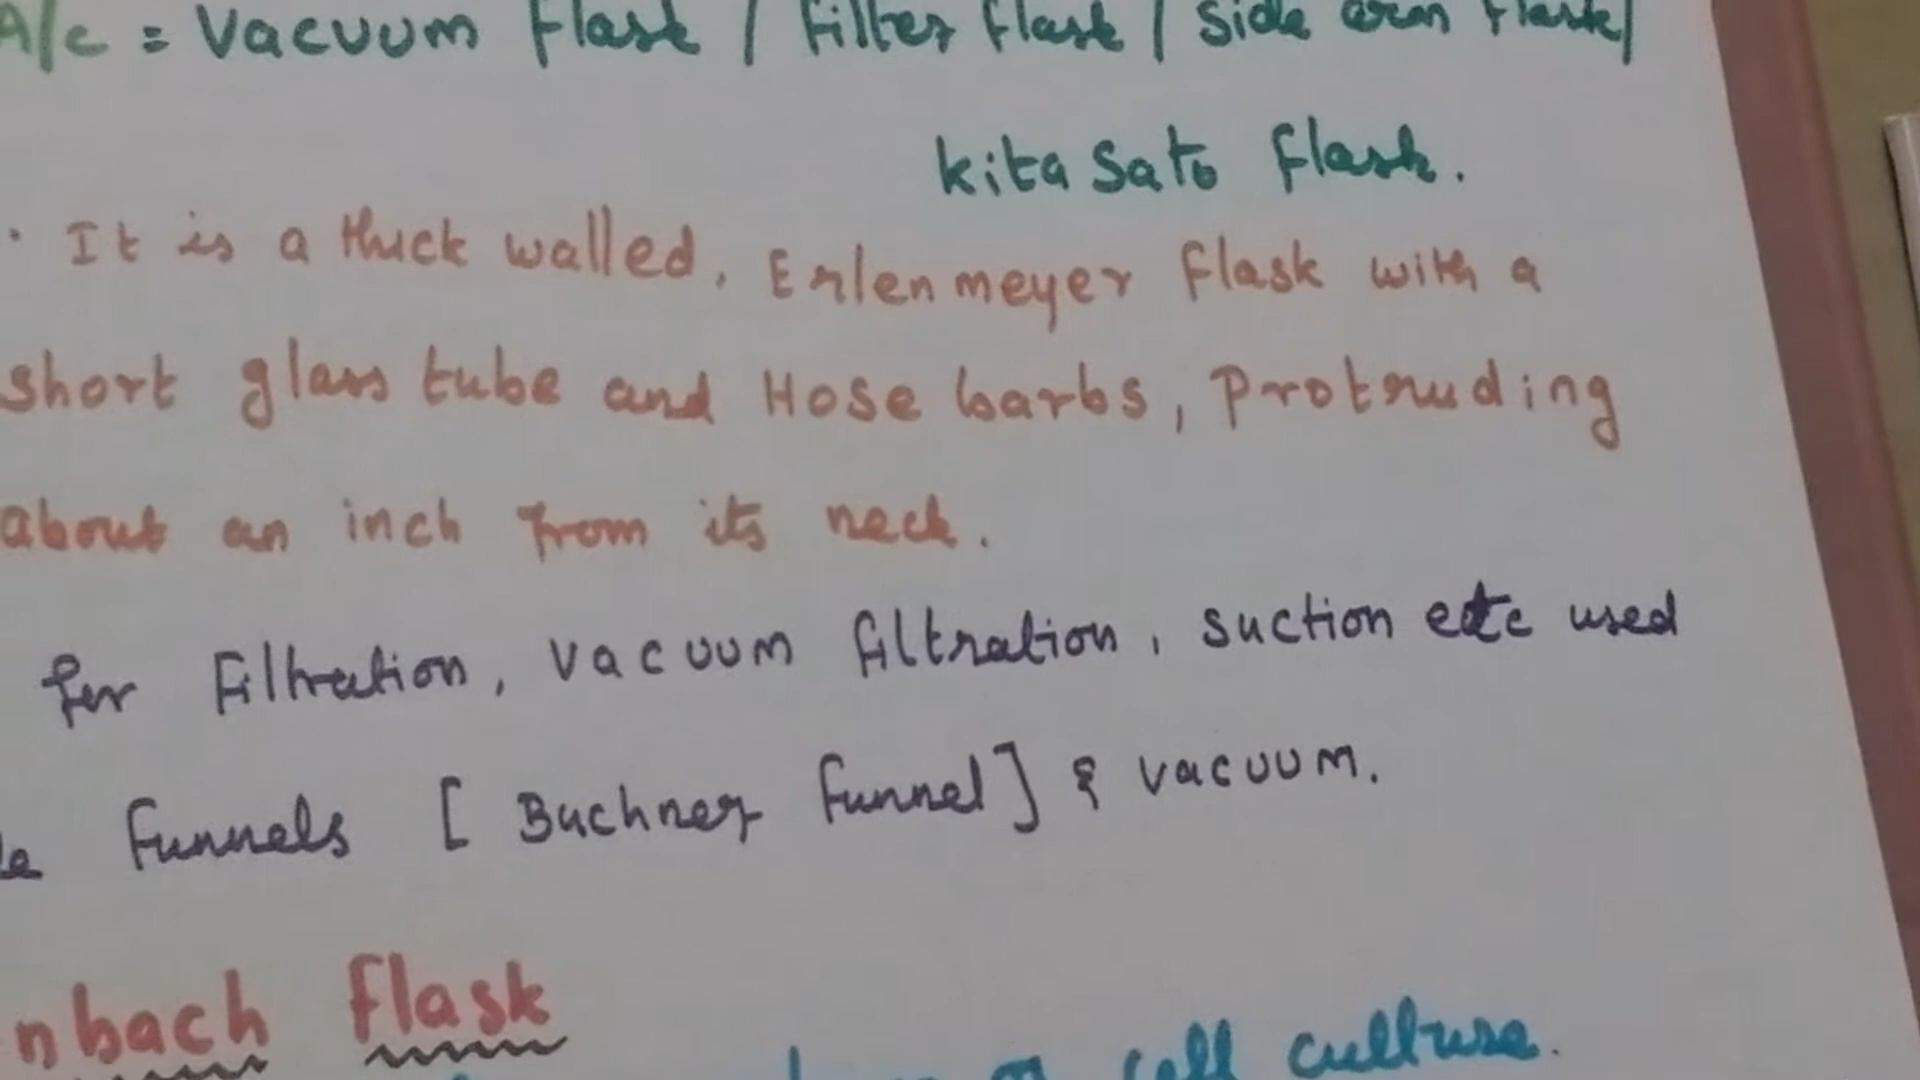 A/c = Vacuum Flask / Filter Flask / Side arm Flask/
kita Sato Flask.
· It is a thick walled, Erlenmeyer Flask with a
short glass tube and Hose barbs, Protruding
about an inch from its neck.
for Filtration, vacuum filtration, suction etc used
Funnels [ Buchner Funnel] & vacuum.
nbach Flask
cell culture.